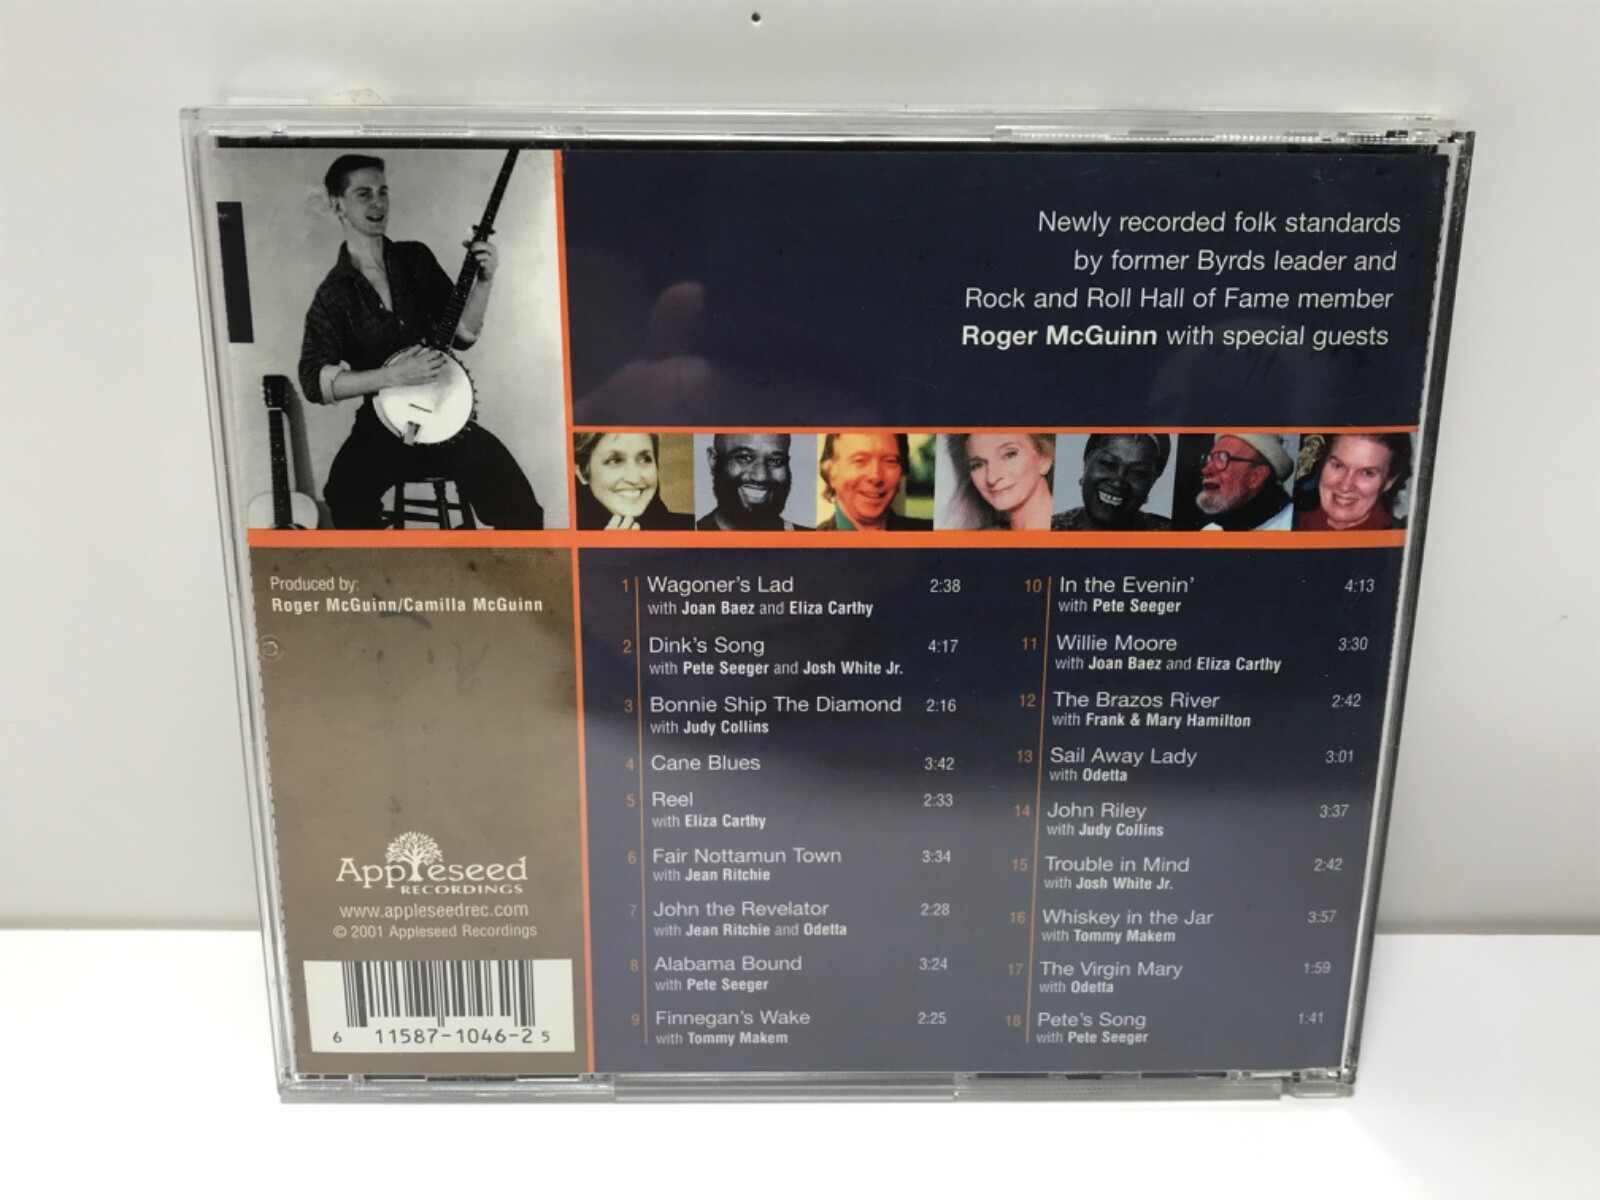 Newly recorded folk standards
by former Byrds leader and
Rock and Roll Hall of Fame member
Roger McGuinn with special guests
Produced by:
Roger McGuinn/Camilla McGuinn
Appleseed
RECORDINGS
www.appleseedrec.com
© 2001 Appleseed Recordings
6 11587-1046-2 5
1 Wagoner's Lad 2:38
with Joan Baez and Eliza Carthy
2 Dink's Song 4:17
with Pete Seeger and Josh White Jr.
3 Bonnie Ship The Diamond 2:16
with Judy Collins
4 Cane Blues 3:42
5 Reel 2:33
with Eliza Carthy
6 Fair Nottamun Town 3:34
with Jean Ritchie
7 John the Revelator 2:28
with Jean Ritchie and Odetta
8 Alabama Bound 3:24
with Pete Seeger
9 Finnegan's Wake 2:25
with Tommy Makem
10 In the Evenin' 4:13
with Pete Seeger
11 Willie Moore 3:30
with Joan Baez and Eliza Carthy
12 The Brazos River 2:42
with Frank & Mary Hamilton
13 Sail Away Lady 3:01
with Odetta
14 John Riley 3:37
with Judy Collins
15 Trouble in Mind 2:42
with Josh White Jr.
16 Whiskey in the Jar 3:57
with Tommy Makem
17 The Virgin Mary 1:59
with Odetta
18 Pete's Song 1:41
with Pete Seeger